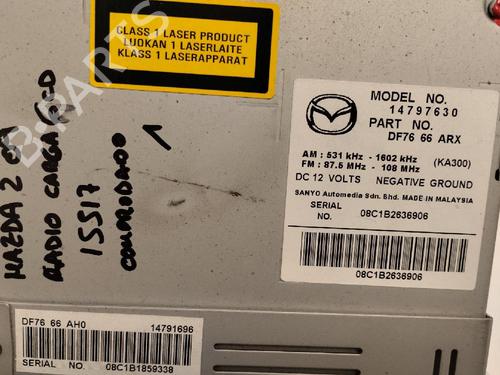 CLASS 1 LASER PRODUCT
LUOKAN 1 LASERLAITE
KLASS 1 LASERAPPARAT
MODEL NO.
14797630
PART NO.
DF76 66 ARX
AM : 531 kHz - 1602 kHz (KA300)
FM : 87.5 MHz - 108 MHz
DC 12 VOLTS NEGATIVE GROUND
SANYO Automedia Sdn. Bhd. MADE IN MALAYSIA
SERIAL NO. 08C1B2636906
08C1B2636906
MAZDA 2
RADIO CARGA
15517
COMPROBADO
1
DF76 66 AH0 14791696
SERIAL NO. 08C1B1859338
B-PARTS